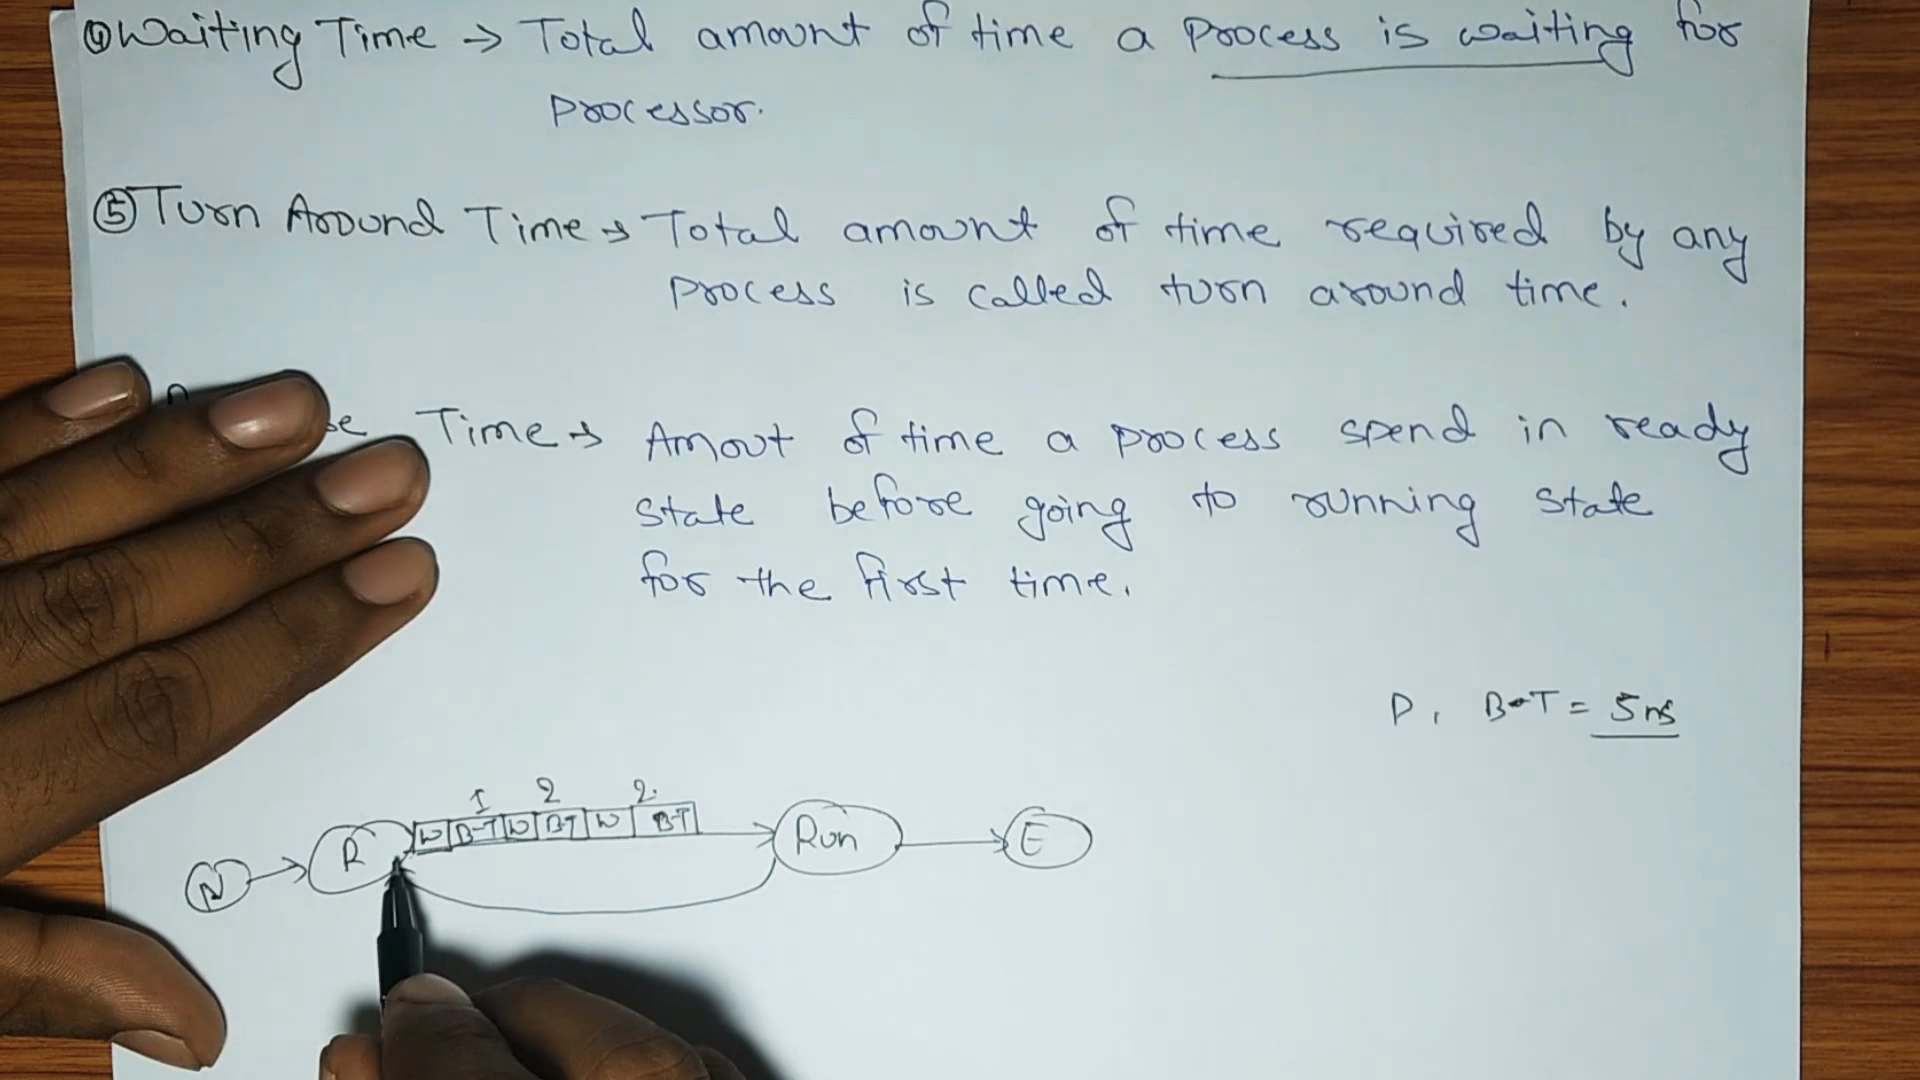 ④ Waiting Time → Total amount of time a process is waiting for
processor.
⑤ Turn Around Time → Total amount of time required by any
process is called turn around time.
Time → Amout of time a process spend in ready
state before going to running state
for the first time.
P, B·T = 5ns
1 2 2.
N R W B-T W B-T W B-T Run E